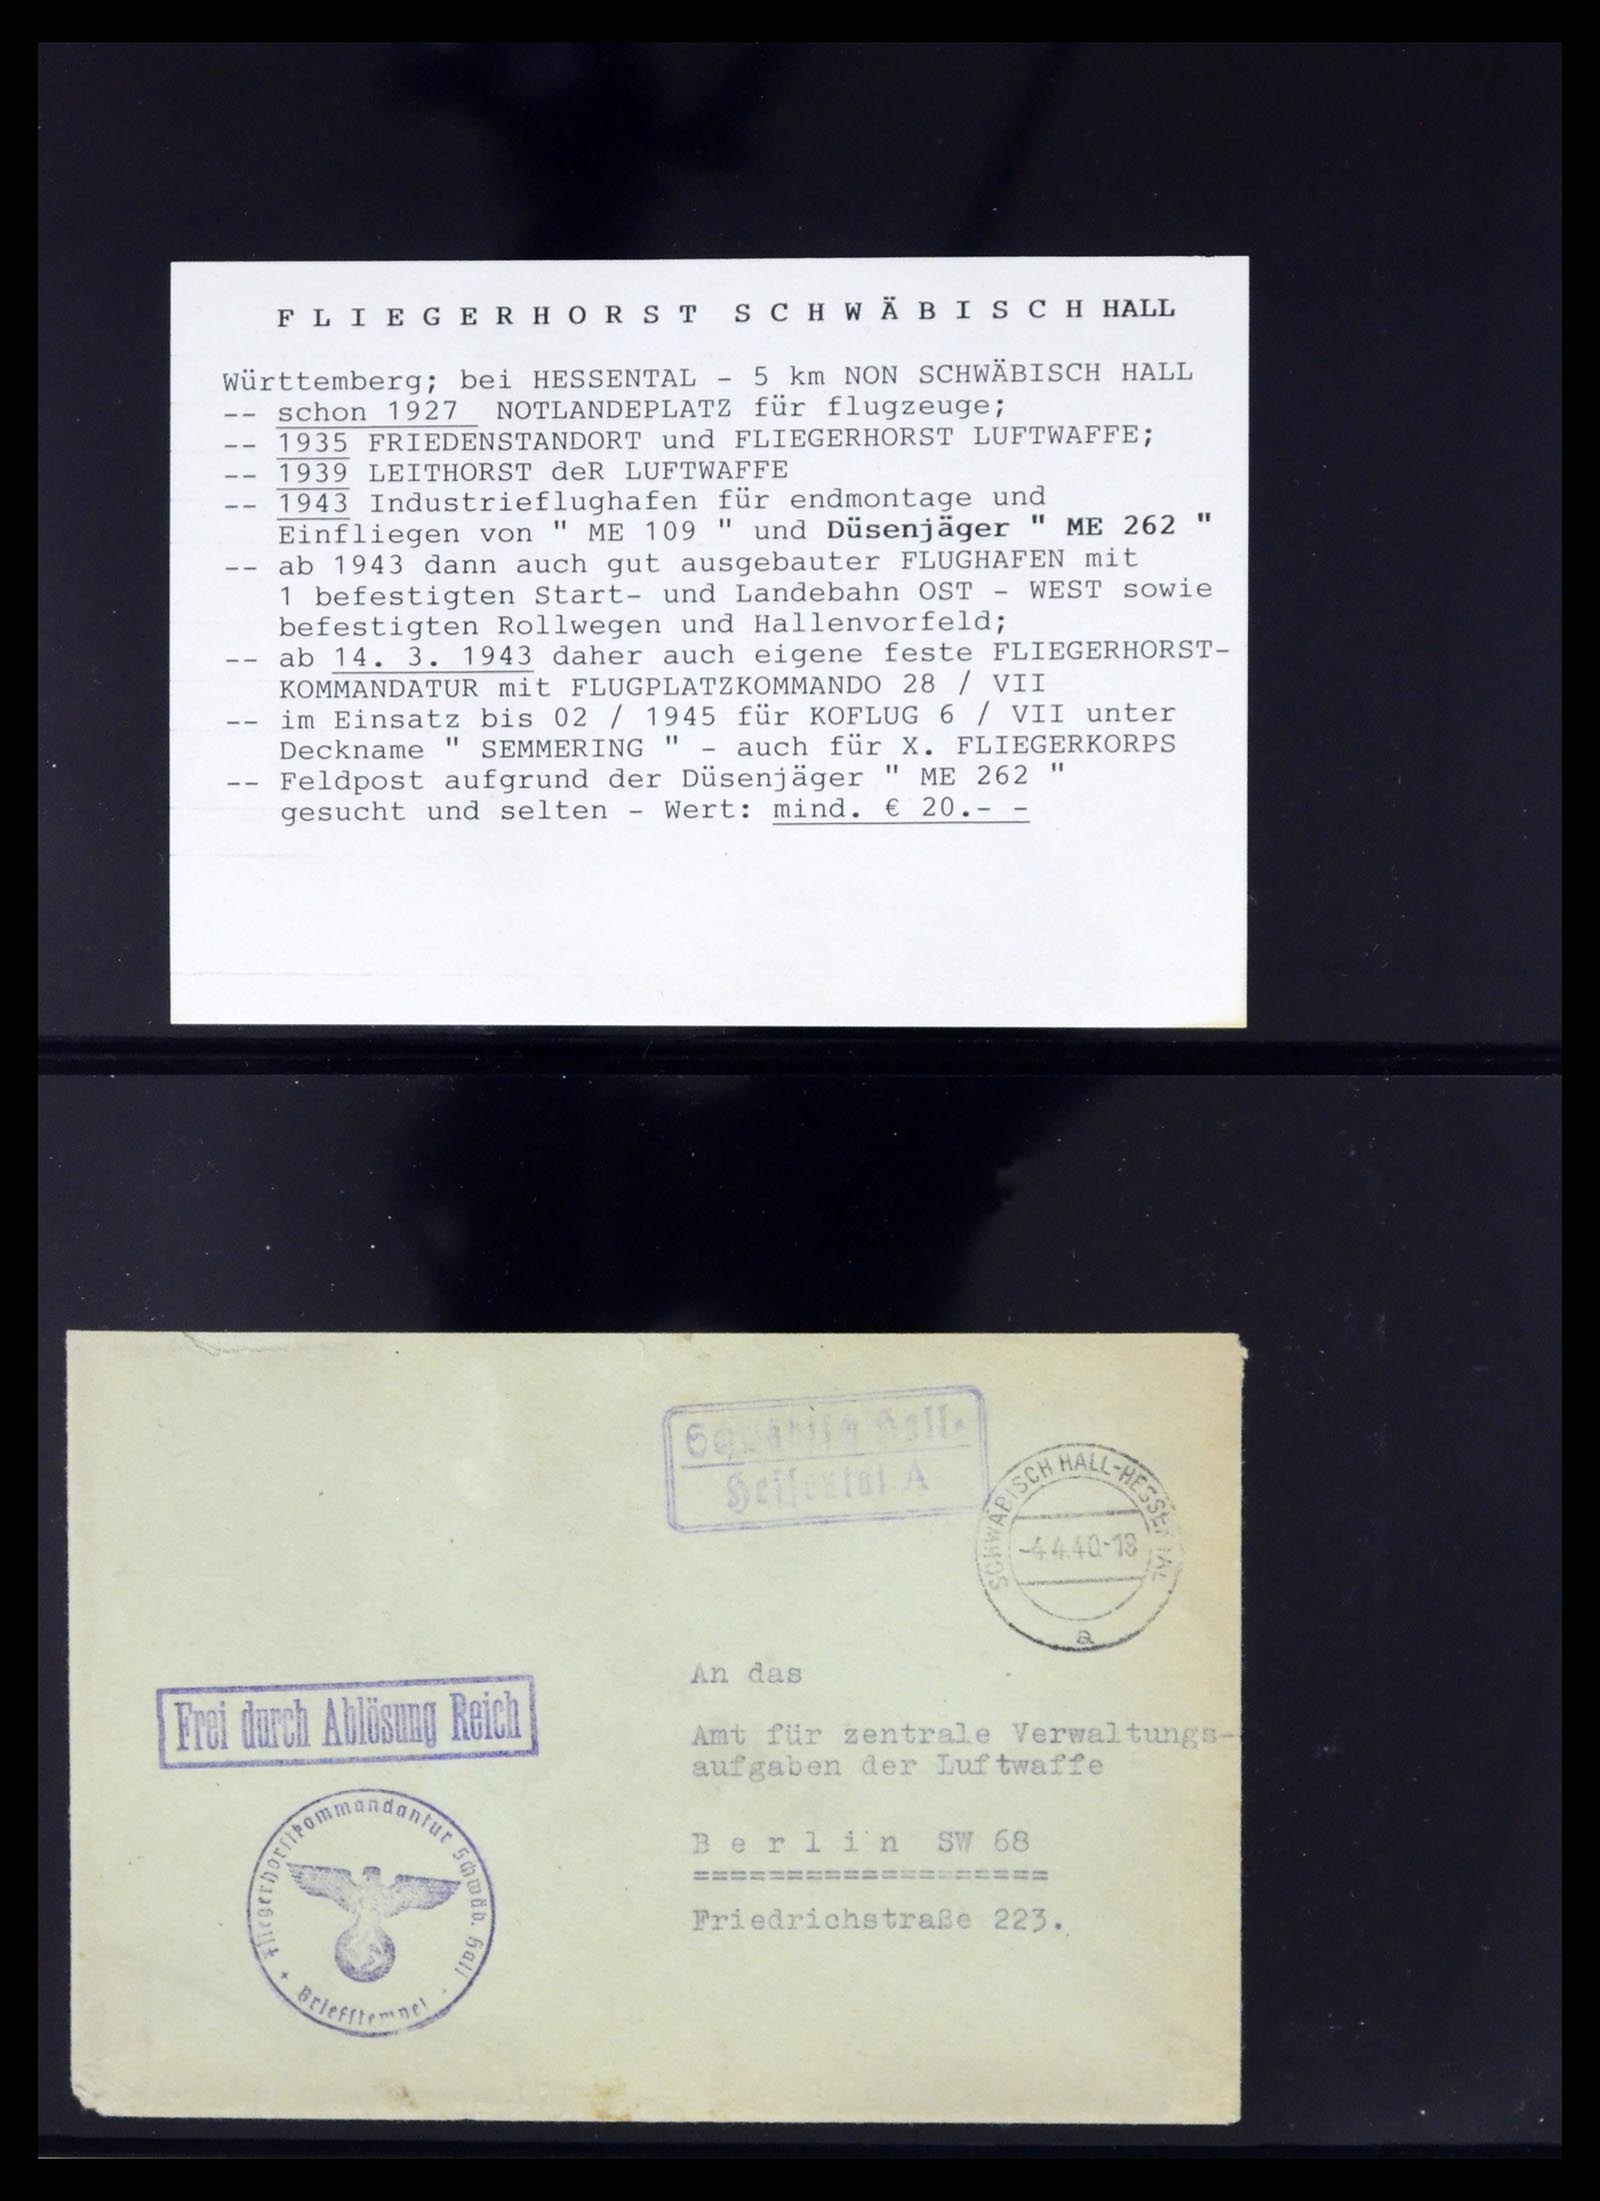 FLIEGERHORST SCHWÄBISCH HALL
Württemberg; bei HESSENTAL - 5 km NON SCHWÄBISCH HALL
-- schon 1927 NOTLANDEPLATZ für flugzeuge;
-- 1935 FRIEDENSTANDORT und FLIEGERHORST LUFTWAFFE;
-- 1939 LEITHORST deR LUFTWAFFE
-- 1943 Industrieflughafen für endmontage und
Einfliegen von " ME 109 " und Düsenjäger " ME 262 "
-- ab 1943 dann auch gut ausgebauter FLUGHAFEN mit
1 befestigten Start- und Landebahn OST - WEST sowie
befestigten Rollwegen und Hallenvorfeld;
-- ab 14. 3. 1943 daher auch eigene feste FLIEGERHORST-
KOMMANDATUR mit FLUGPLATZKOMMANDO 28 / VII
-- im Einsatz bis 02 / 1945 für KOFLUG 6 / VII unter
Deckname " SEMMERING " - auch für X. FLIEGERKORPS
-- Feldpost aufgrund der Düsenjäger " ME 262 "
gesucht und selten - Wert: mind. € 20.- -
Schwäbisch Hall-
Hessental A
SCHWÄBISCH HALL-HESSENTAL
-4.4.40.-18
a
An das
Frei durch Ablösung Reich
Amt für zentrale Verwaltungs-
aufgaben der Luftwaffe
Berlin SW 68
===================
Friedrichstraße 223.
Fliegerhorstkommandantur Schwäb. Hall
+ Briefstempel